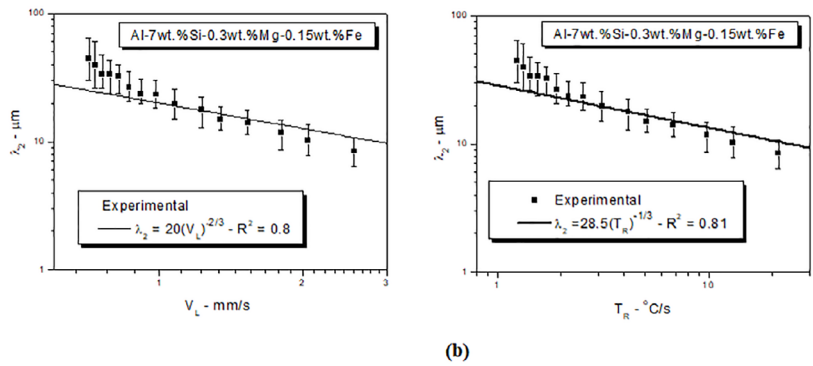 100
Al-7wt.%Si-0.3wt.%Mg-0.15wt.%Fe
λ2 - μm
10
Experimental
λ2 = 20(VL)-2/3 - R2 = 0.8
1
1
2
3
VL - mm/s
100
Al-7wt.%Si-0.3wt.%Mg-0.15wt.%Fe
λ2 - μm
10
Experimental
λ2 =28.5(TR)-1/3 - R2 = 0.81
1
1
10
TR - °C/s
(b)